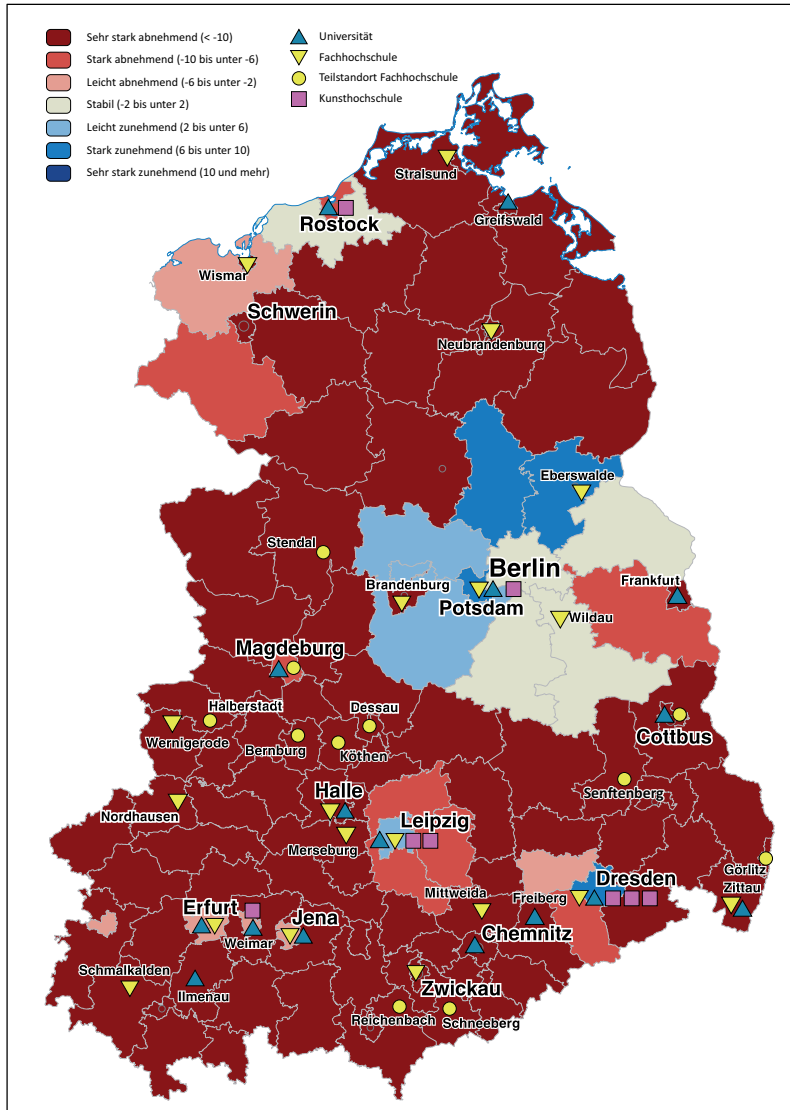 Sehr stark abnehmend (< -10)
Stark abnehmend (-10 bis unter -6)
Leicht abnehmend (-6 bis unter -2)
Stabil (-2 bis unter 2)
Leicht zunehmend (2 bis unter 6)
Stark zunehmend (6 bis unter 10)
Sehr stark zunehmend (10 und mehr)
Universität
Fachhochschule
Teilstandort Fachhochschule
Kunsthochschule
Stralsund
Greifswald
Rostock
Wismar
Schwerin
Neubrandenburg
Eberswalde
Stendal
Berlin
Brandenburg
Frankfurt
Potsdam
Wildau
Magdeburg
Halberstadt
Dessau
Wernigerode
Bernburg
Köthen
Cottbus
Halle
Senftenberg
Nordhausen
Leipzig
Merseburg
Görlitz
Dresden
Mittweida
Freiberg
Zittau
Erfurt
Jena
Weimar
Chemnitz
Schmalkalden
Ilmenau
Zwickau
Reichenbach
Schneeberg